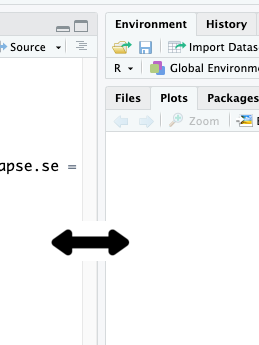 Environment History
Source Import Datas
R Global Environme
Files Plots Packages
Zoom E
apse.se =